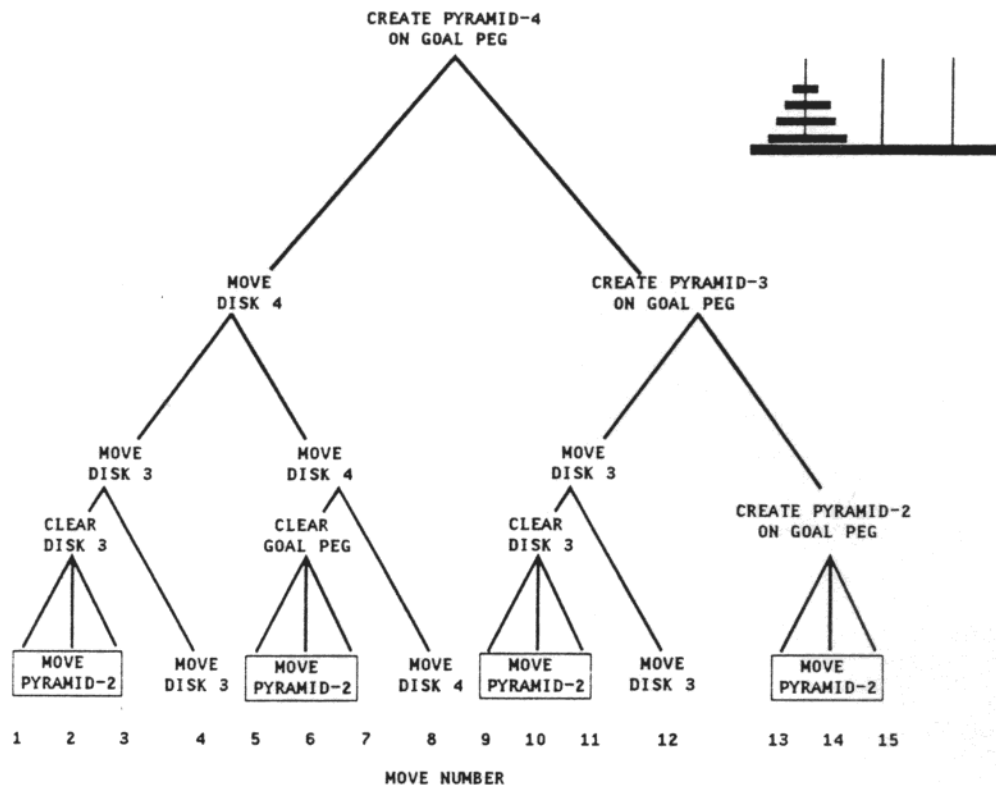 CREATE PYRAMID-4
ON GOAL PEG
MOVE
DISK 4
CREATE PYRAMID-3
ON GOAL PEG
MOVE
DISK 3
MOVE
DISK 4
MOVE
DISK 3
CREATE PYRAMID-2
ON GOAL PEG
CLEAR
DISK 3
CLEAR
GOAL PEG
CLEAR
DISK 3
MOVE
PYRAMID-2
MOVE
DISK 3
MOVE
PYRAMID-2
MOVE
DISK 4
MOVE
PYRAMID-2
MOVE
DISK 3
MOVE
PYRAMID-2
1 2 3 4 5 6 7 8 9 10 11 12 13 14 15
MOVE NUMBER